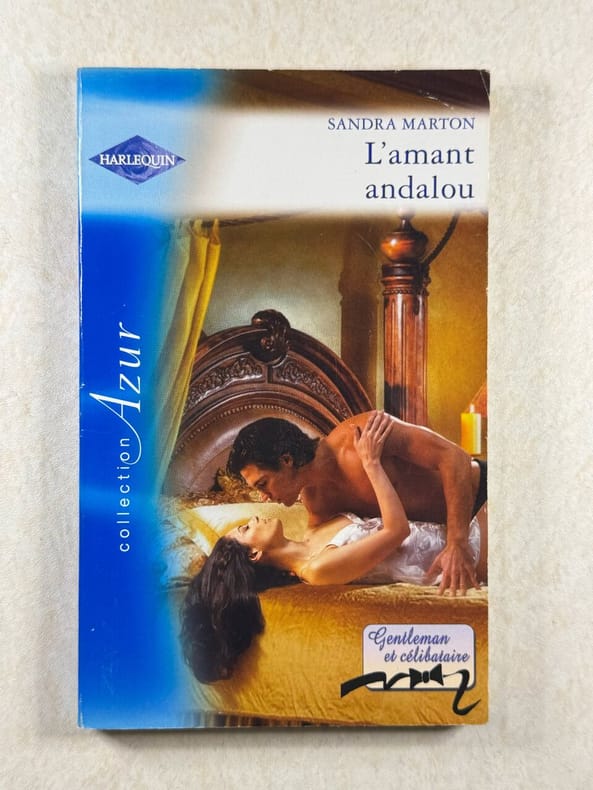 SANDRA MARTON
L'amant
andalou
HARLEQUIN
collection Azur
Gentleman
et célibataire